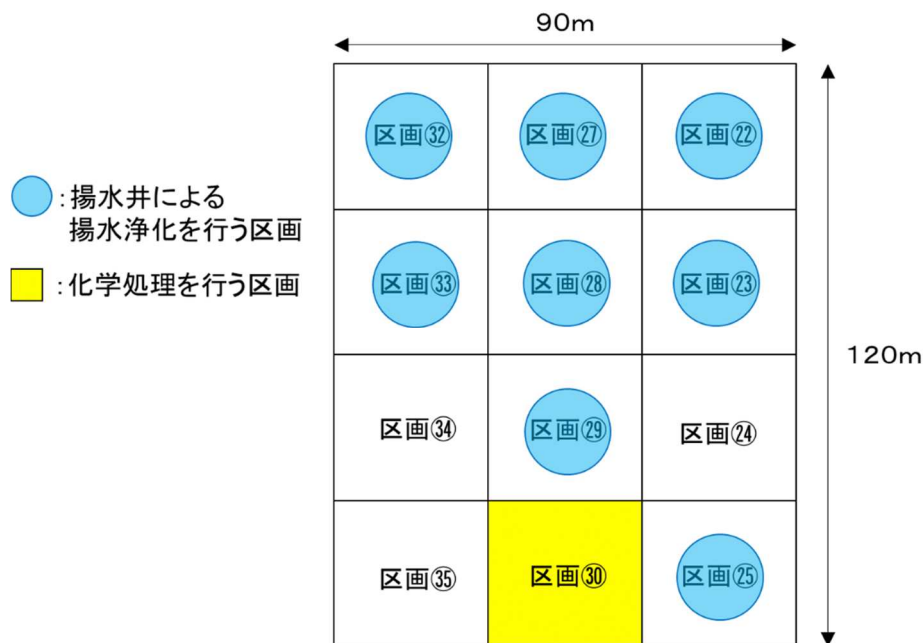 90m
区画㉜
区画㉗
区画㉒
：揚水井による
揚水浄化を行う区画
：化学処理を行う区画
区画㉝
区画㉘
区画㉓
120m
区画㉞
区画㉙
区画㉔
区画㉟
区画㉚
区画㉕